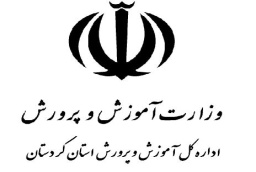 وزارت آموزش و پرورش
اداره کل آموزش و پرورش استان کردستان